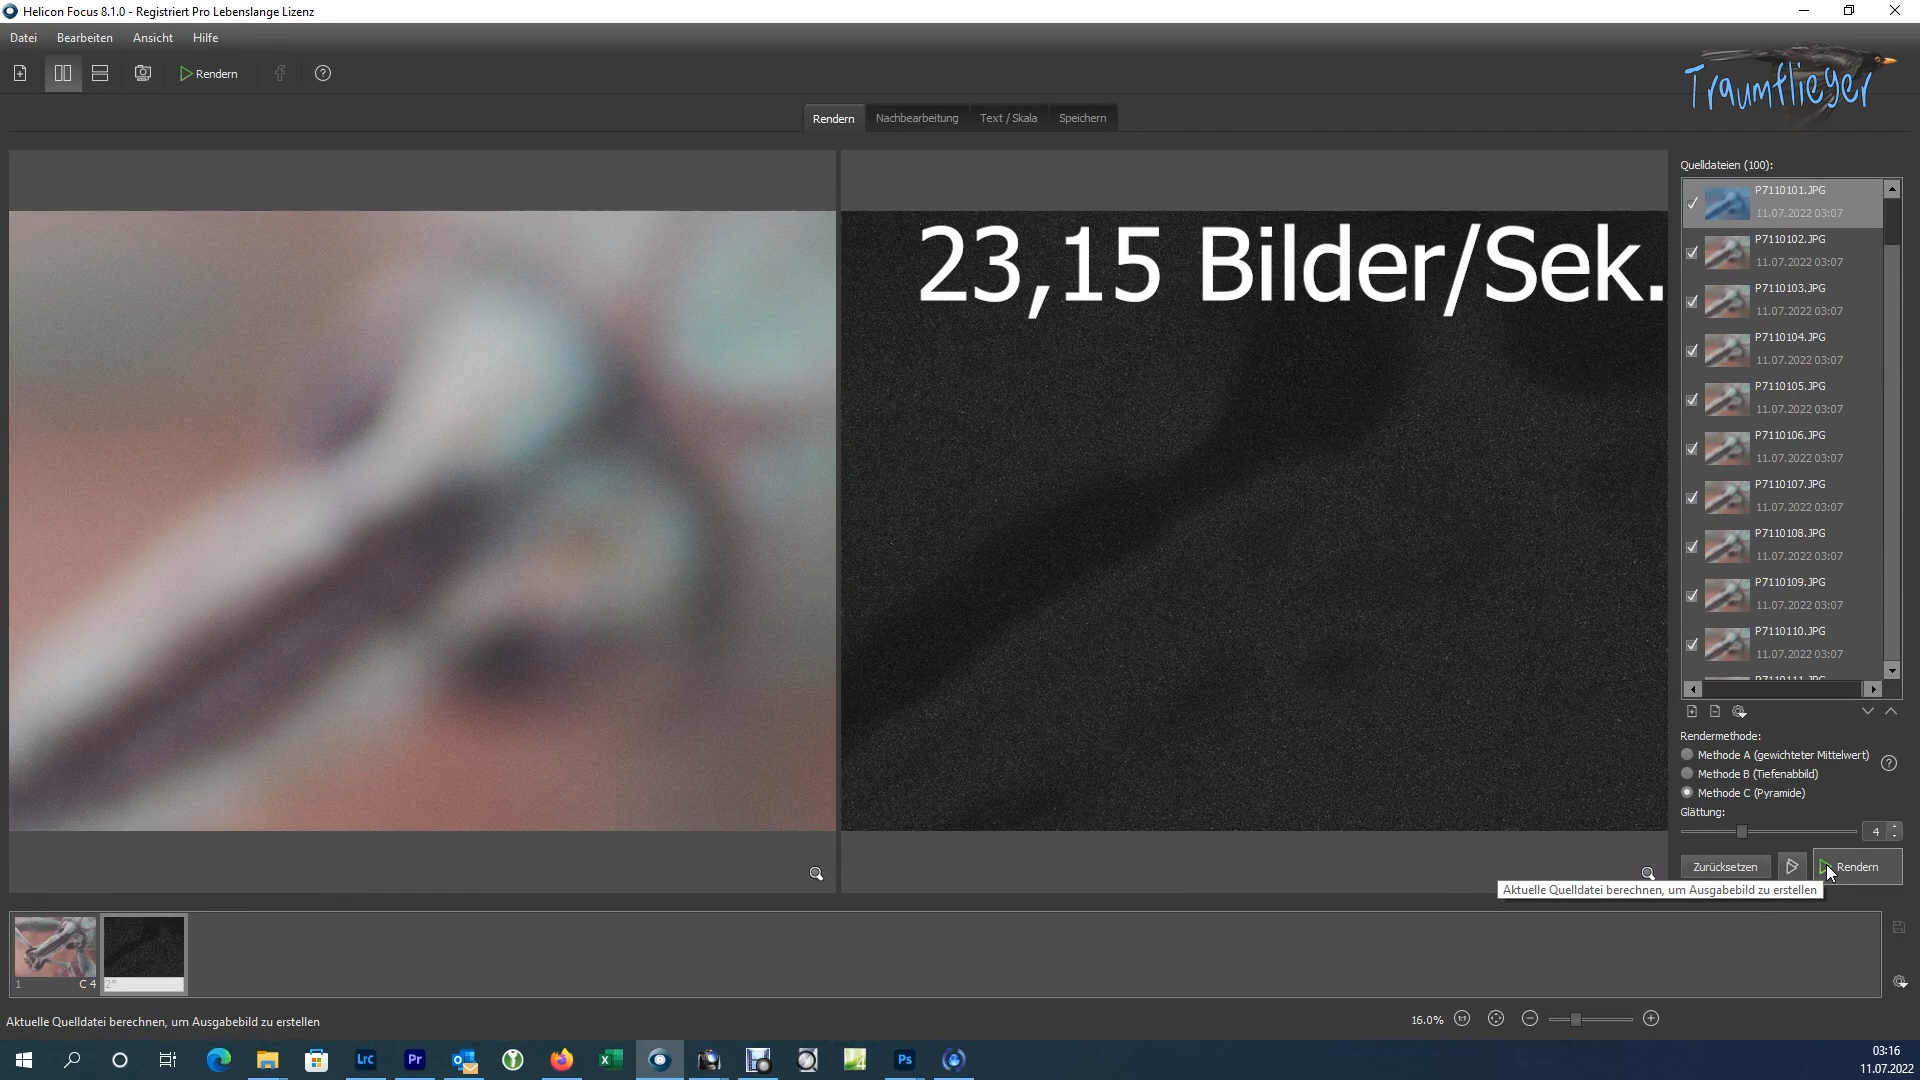 Helicon Focus 8.1.0 - Registriert Pro Lebenslange Lizenz
Datei Bearbeiten Ansicht Hilfe
Rendern
Traumflieger
Rendern Nachbearbeitung Text / Skala Speichern
Quelldateien (100):
23,15 Bilder/Sek.
P7110101.JPG
11.07.2022 03:07
P7110102.JPG
11.07.2022 03:07
P7110103.JPG
11.07.2022 03:07
P7110104.JPG
11.07.2022 03:07
P7110105.JPG
11.07.2022 03:07
P7110106.JPG
11.07.2022 03:07
P7110107.JPG
11.07.2022 03:07
P7110108.JPG
11.07.2022 03:07
P7110109.JPG
11.07.2022 03:07
P7110110.JPG
11.07.2022 03:07
Rendermethode:
Methode A (gewichteter Mittelwert)
Methode B (Tiefenabbild)
Methode C (Pyramide)
Glättung:
4
Zurücksetzen Rendern
Aktuelle Quelldatei berechnen, um Ausgabebild zu erstellen
1 C 4 2*
Aktuelle Quelldatei berechnen, um Ausgabebild zu erstellen
16.0% 1:1
Lrc Pr Ps
03:16
11.07.2022